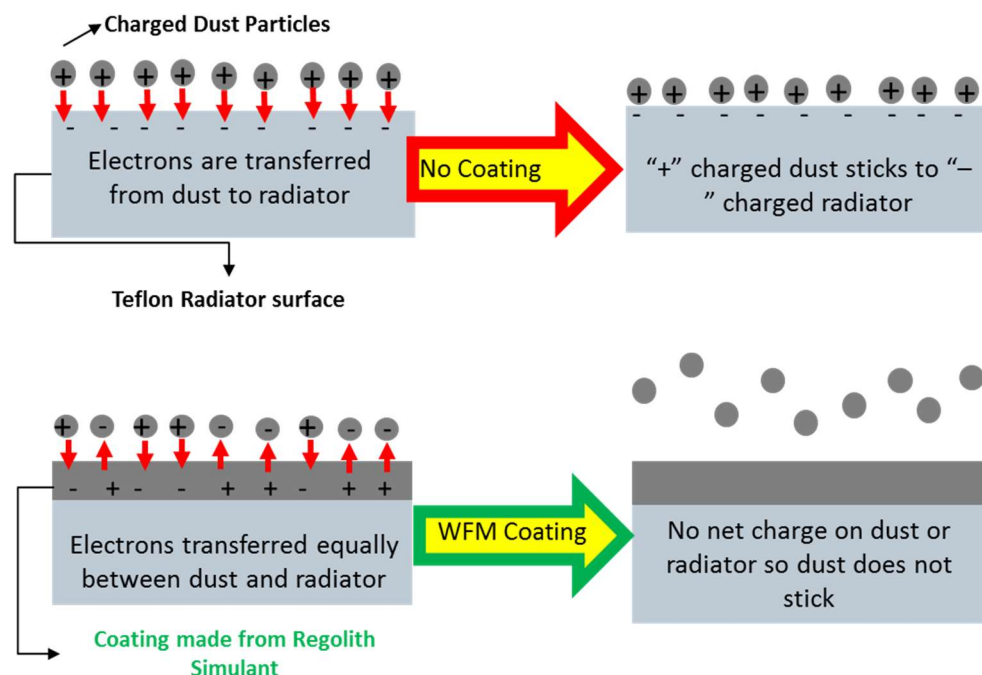 Charged Dust Particles
+ + + + + + + + +
- - - - - - - -
Electrons are transferred
from dust to radiator
No Coating
+ + + + + + + + +
- - - - - - - - -
“+” charged dust sticks to “–
” charged radiator
Teflon Radiator surface
+ - + + - - + - -
- + - - + + - + +
Electrons transferred equally
between dust and radiator
WFM Coating
No net charge on dust or
radiator so dust does not
stick
Coating made from Regolith
Simulant